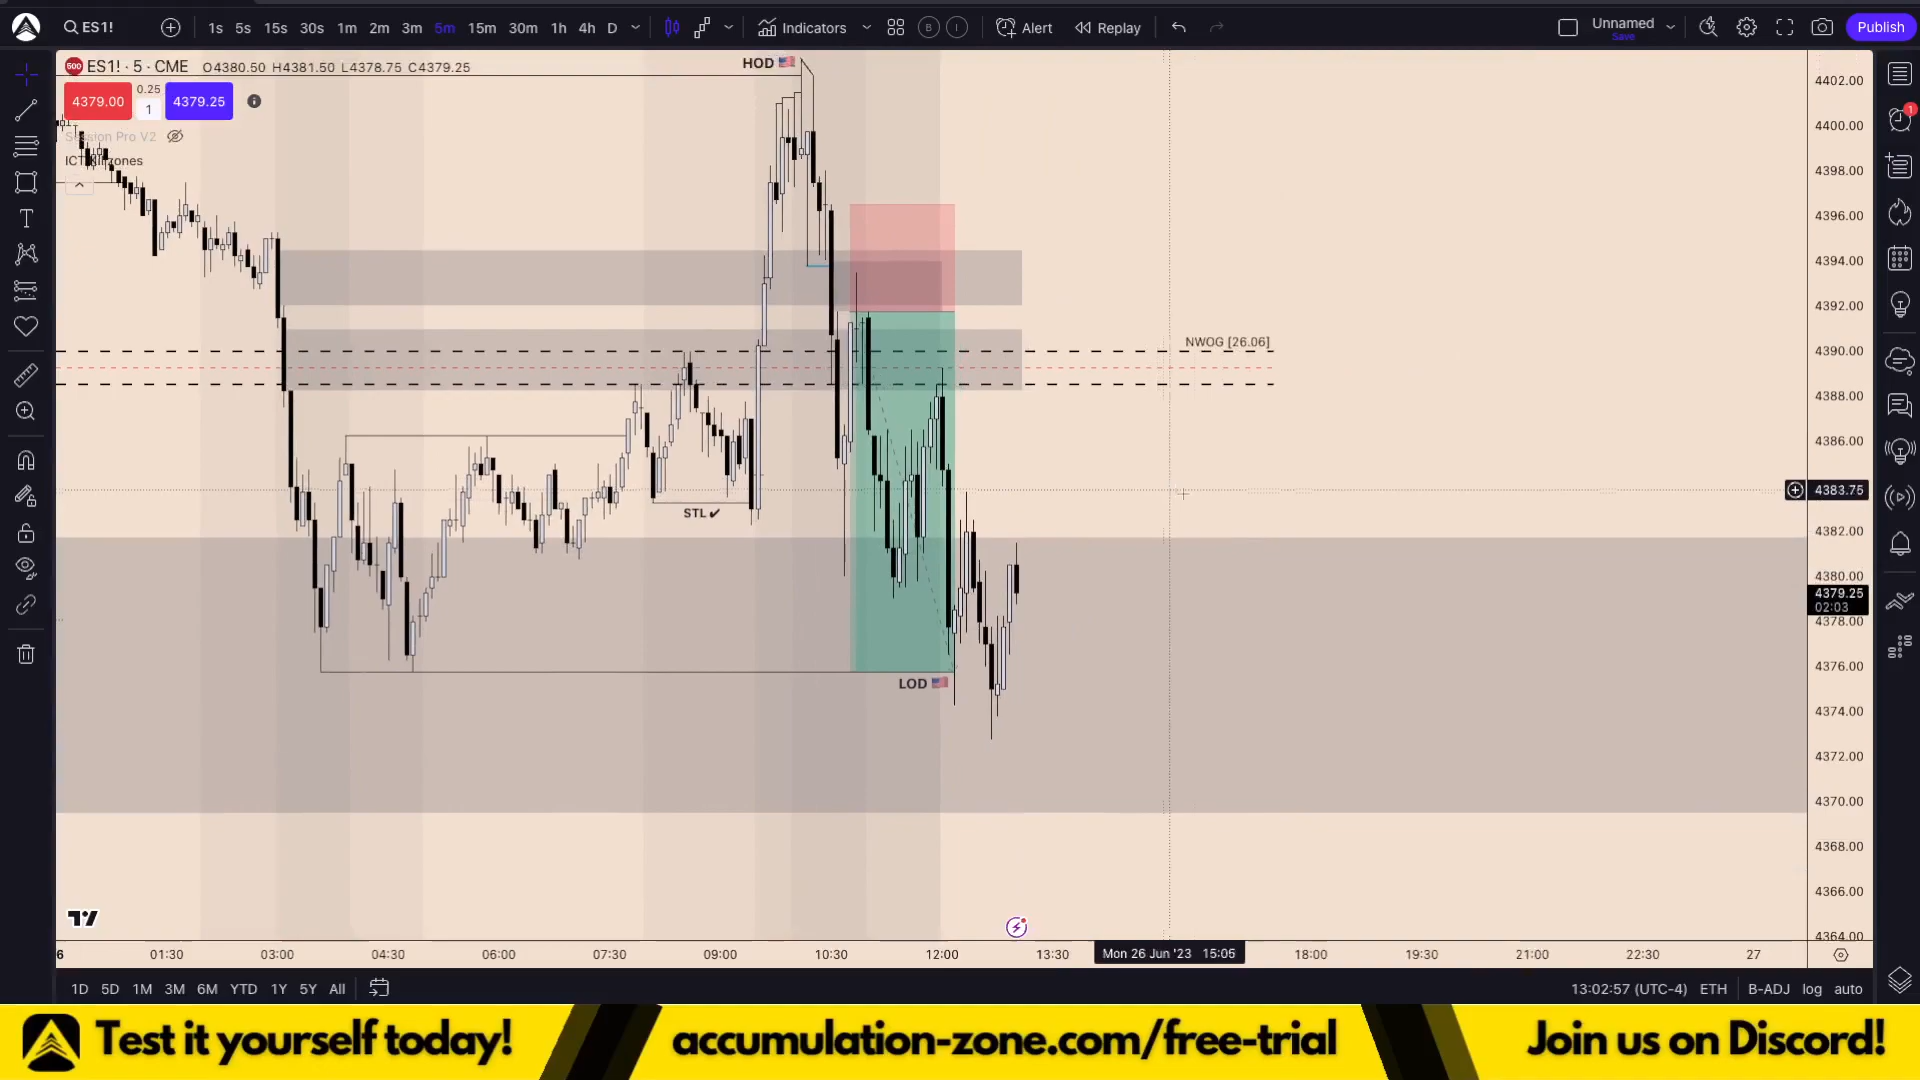 ES1! 1s 5s 15s 30s 1m 2m 3m 5m 15m 30m 1h 4h D Indicators B I Alert Replay Unnamed Save Publish
500 ES1! · 5 · CME O4380.50 H4381.50 L4378.75 C4379.25
4379.00 0.25 1 4379.25
Session Pro V2
HOD
NWOG [26.06]
STL ✔
LOD
4402.00
4400.00
4398.00
4396.00
4394.00
4392.00
4390.00
4388.00
4386.00
4383.75
4382.00
4380.00
4379.25
02:03
4378.00
4376.00
4374.00
4372.00
4370.00
4368.00
4366.00
4364.00
1
6 01:30 03:00 04:30 06:00 07:30 09:00 10:30 12:00 13:30 Mon 26 Jun '23 15:05 18:00 19:30 21:00 22:30 27
1D 5D 1M 3M 6M YTD 1Y 5Y All 13:02:57 (UTC-4) ETH B-ADJ log auto
Test it yourself today! accumulation-zone.com/free-trial Join us on Discord!